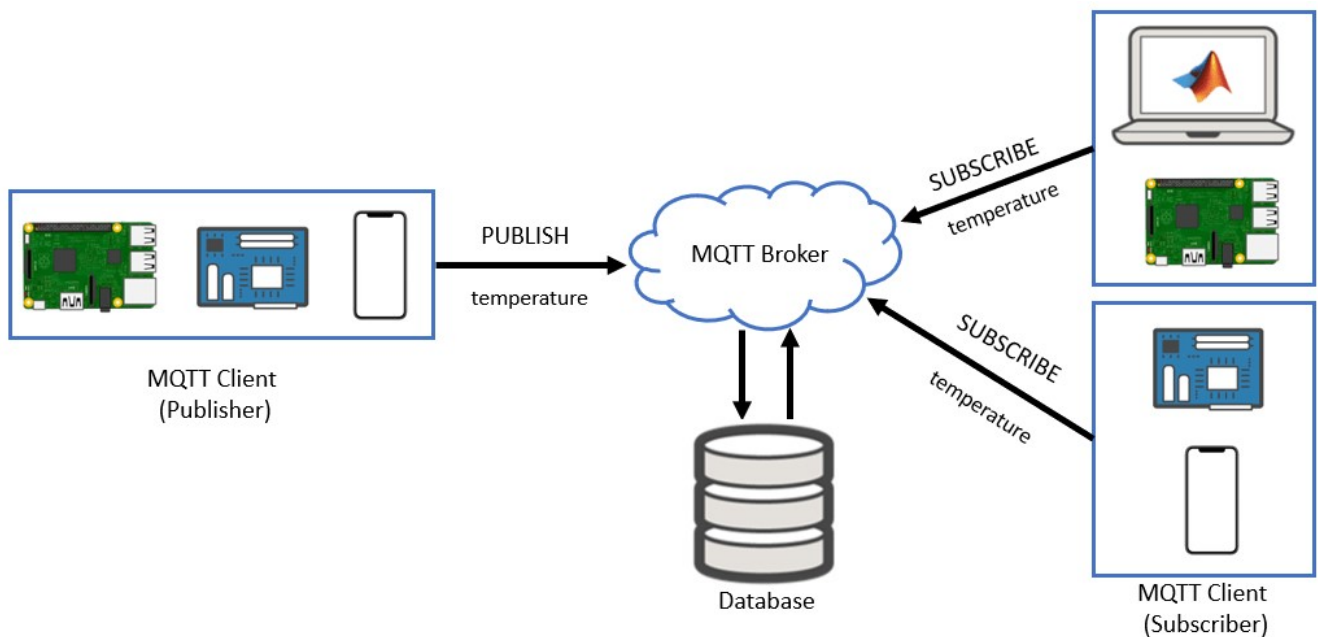 PUBLISH
temperature
MQTT Client
(Publisher)
MQTT Broker
Database
SUBSCRIBE
temperature
SUBSCRIBE
temperature
MQTT Client
(Subscriber)